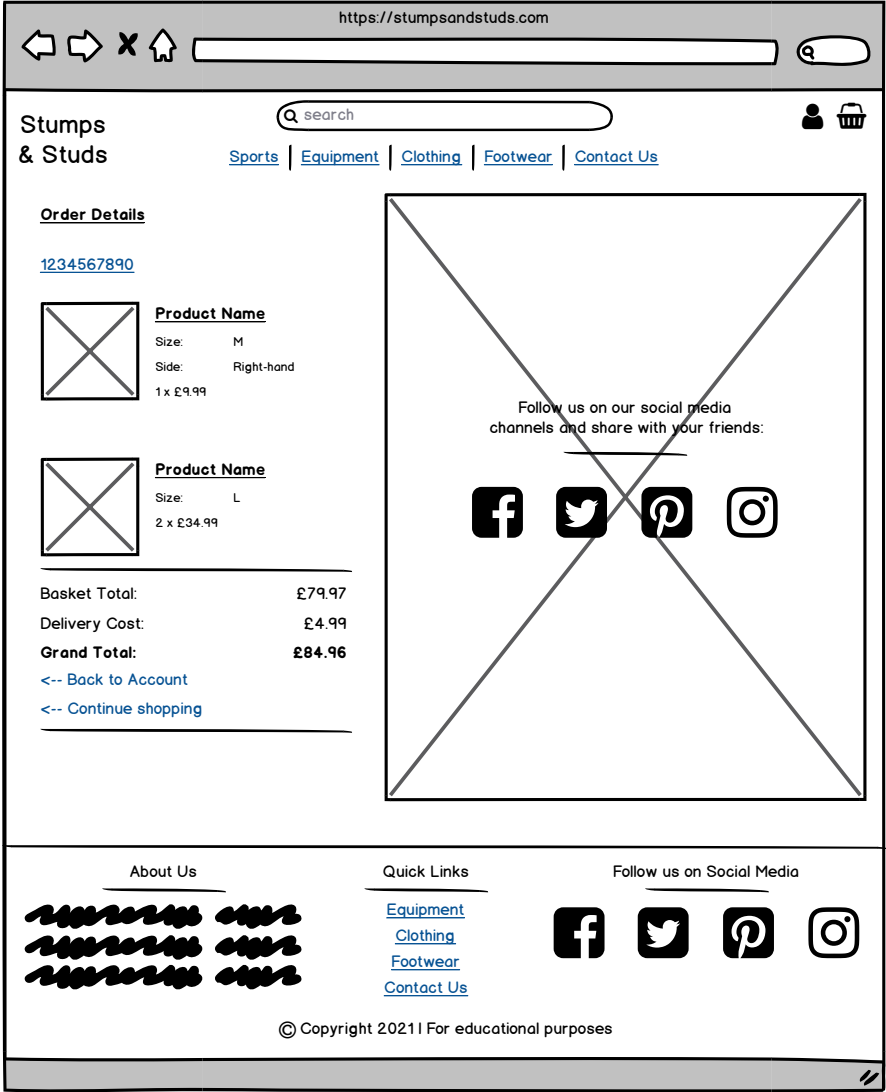 https://stumpsandstuds.com
search
Stumps
& Studs
Sports | Equipment | Clothing | Footwear | Contact Us
Order Details
1234567890
Product Name
Size: M
Side: Right-hand
1 x £9.99
Product Name
Size: L
2 x £34.99
Basket Total: £79.97
Delivery Cost: £4.99
Grand Total: £84.96
<-- Back to Account
<-- Continue shopping
Follow us on our social media
channels and share with your friends:
About Us
Quick Links
Equipment
Clothing
Footwear
Contact Us
Follow us on Social Media
© Copyright 2021 | For educational purposes